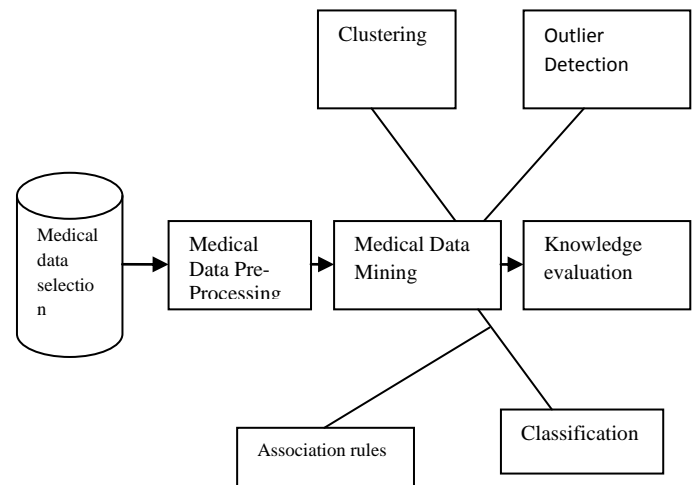 Clustering
Outlier
Detection
Medical
data
selectio
n
Medical
Data Pre-
Processing
Medical Data
Mining
Knowledge
evaluation
Association rules
Classification